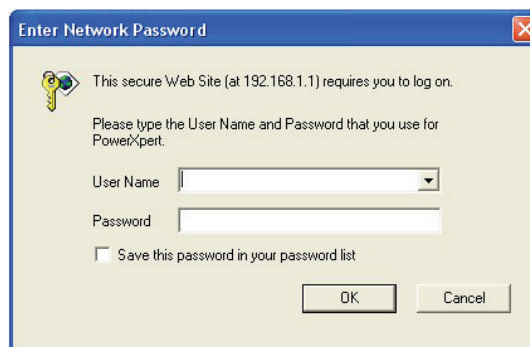 Enter Network Password
This secure Web Site (at 192.168.1.1) requires you to log on.
Please type the User Name and Password that you use for
PowerXpert.
User Name
Password
Save this password in your password list
OK Cancel